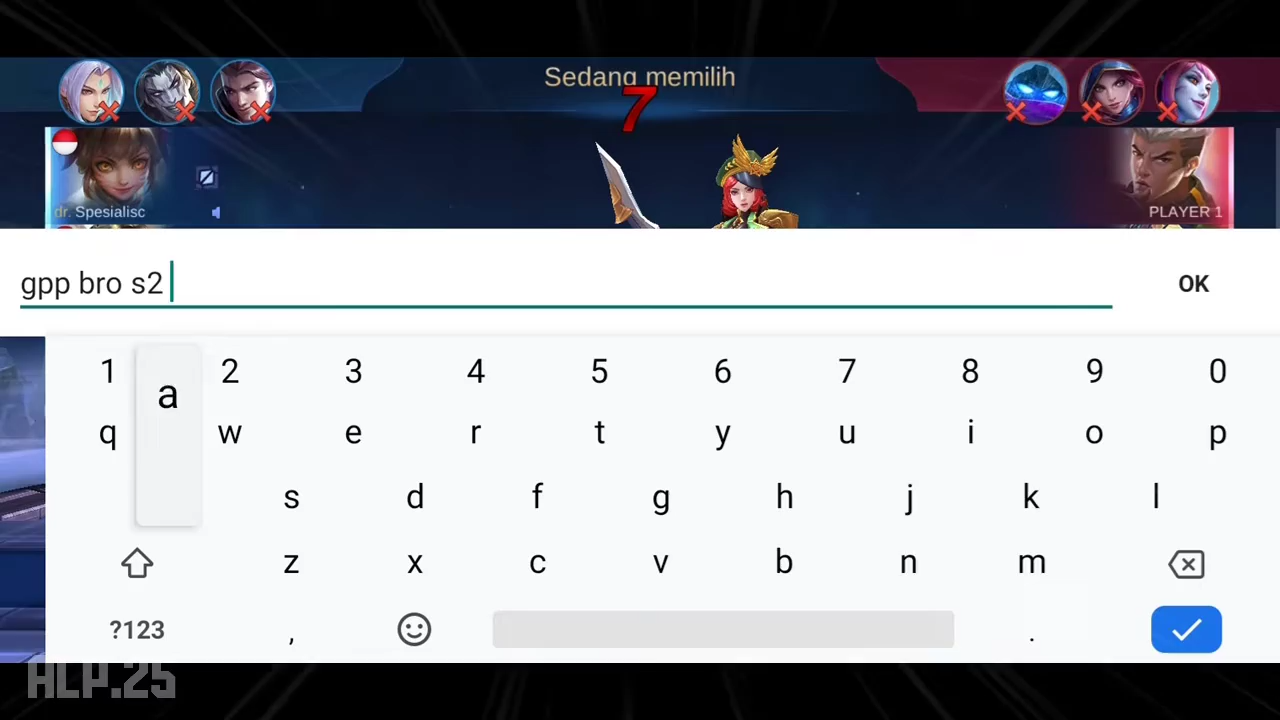 Sedang memilih
7
dr. Spesialisc
PLAYER 1
gpp bro s2
OK
1 2 3 4 5 6 7 8 9 0
a
q w e r t y u i o p
s d f g h j k l
z x c v b n m
?123 , .
HLP.25